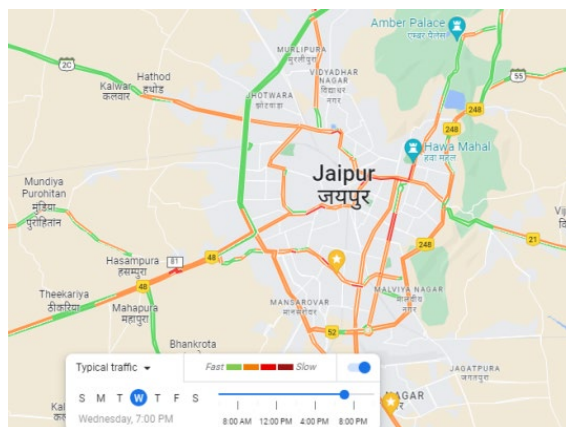 Amber Palace
एम्बर पैलेस
MURLIPURA
मुरलीपुरा
2C
Hathod
हथोड
Kalwar
कलवार
VIDYADHAR
NAGAR
विद्याधर
नगर
55
JHOTWARA
झोटवाड़ा
248
248
Hawa Mahal
हवा महल
Jaipur
जयपुर
Mundiya
Purohitan
मुंडिया
पुरोहितान
Hasampura
हसमपुरा
81
48
248
21
48
Theekariya
ठीकरिया
Mahapura
महापुरा
MANSAROVAR
मानसरोवर
MALVIYA NAGAR
मालवीय
नगर
Bhankrota
52
JAGATPURA
जगतपुरा
NAGAR
Typical traffic
Fast
Slow
S M T W T F S
Wednesday, 7:00 PM
8:00 AM 12:00 PM 4:00 PM 8:00 PM